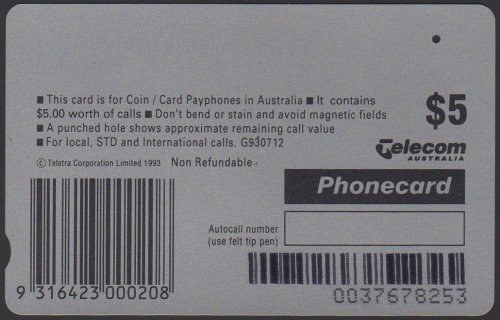 ■ This card is for Coin / Card Payphones in Australia ■ It contains
$5.00 worth of calls ■ Don't bend or stain and avoid magnetic fields
■ A punched hole shows approximate remaining call value
■ For local, STD and International calls. G930712
© Telstra Corporation Limited 1993 Non Refundable
$5
Telecom
AUSTRALIA
Phonecard
Autocall number
(use felt tip pen)
9 316423 000208
0037678253